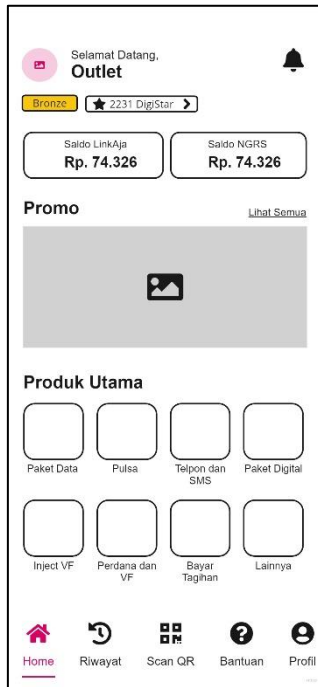 Selamat Datang,
Outlet
Bronze
2231 DigiStar
Saldo LinkAja
Rp. 74.326
Saldo NGRS
Rp. 74.326
Promo
Lihat Semua
Produk Utama
Paket Data
Pulsa
Telpon dan
SMS
Paket Digital
Inject VF
Perdana dan
VF
Bayar
Tagihan
Lainnya
Home
Riwayat
Scan QR
Bantuan
Profil